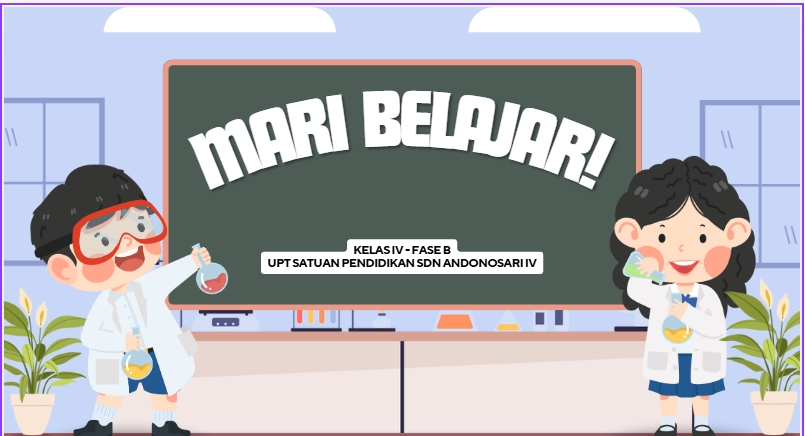 MARI BELAJAR!
KELAS IV - FASE B
UPT SATUAN PENDIDIKAN SDN ANDONOSARI IV